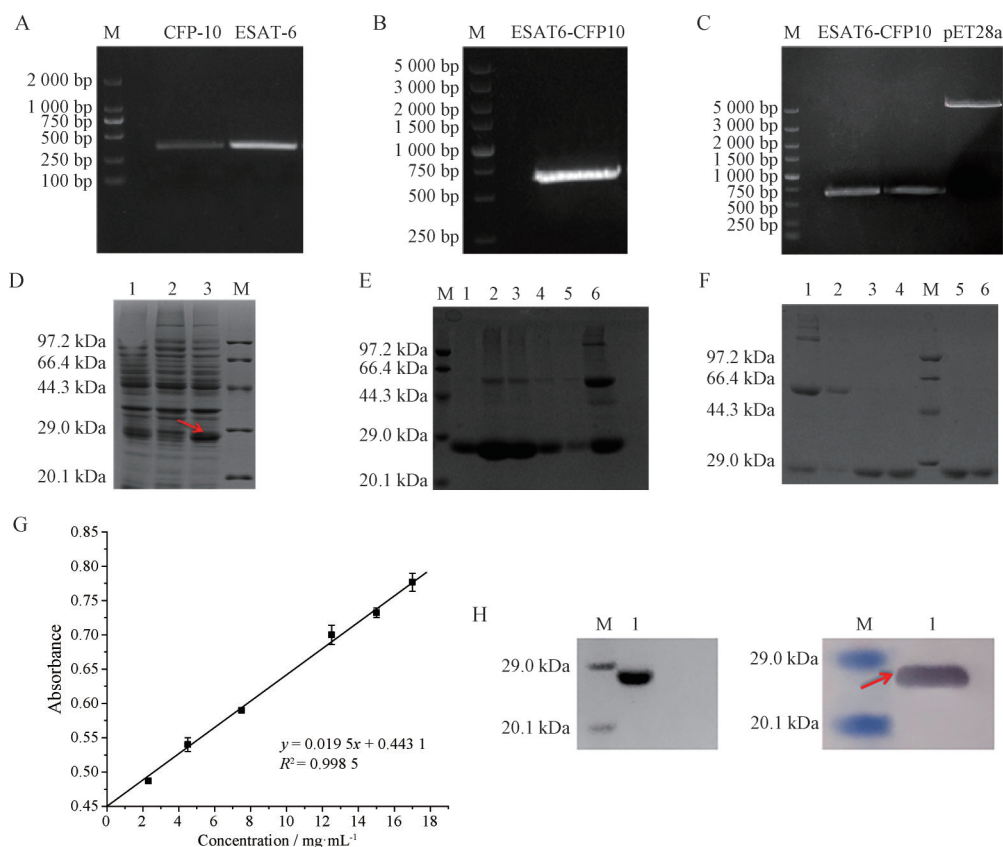 A
M CFP-10 ESAT-6
2 000 bp
1 000 bp
750 bp
500 bp
250 bp
100 bp
B
M ESAT6-CFP10
5 000 bp
3 000 bp
2 000 bp
1 500 bp
1 000 bp
750 bp
500 bp
250 bp
C
M ESAT6-CFP10 pET28a
5 000 bp
3 000 bp
2 000 bp
1 500 bp
1 000 bp
750 bp
500 bp
250 bp
D
1 2 3 M
97.2 kDa
66.4 kDa
44.3 kDa
29.0 kDa
20.1 kDa
E
M 1 2 3 4 5 6
97.2 kDa
66.4 kDa
44.3 kDa
29.0 kDa
20.1 kDa
F
1 2 3 4 M 5 6
97.2 kDa
66.4 kDa
44.3 kDa
29.0 kDa
G
0.85
0.80
0.75
0.70
0.65
0.60
0.55
0.50
0.45
Absorbance
y = 0.019 5x + 0.443 1
R² = 0.998 5
0 2 4 6 8 10 12 14 16 18
Concentration / mg·mL⁻¹
H
M 1
29.0 kDa
20.1 kDa
M 1
29.0 kDa
20.1 kDa